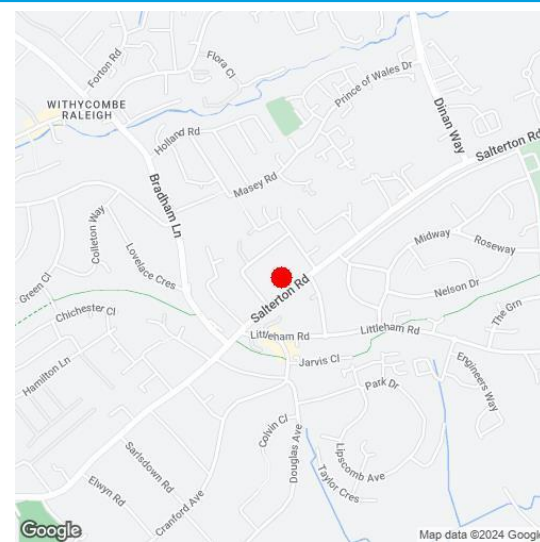 Forton Rd
Flora Cl
Prince of Wales Dr
WITHYCOMBE
RALEIGH
Dinan Way
Holland Rd
Salterton Rd
Masey Rd
Bradham Ln
Colleton Way
Midway
Roseway
Lovelace Cres
Green Cl
Nelson Dr
Chichester Cl
Salterton Rd
The Grn
Littleham Rd
Littleham Rd
Jarvis Cl
Hamilton Ln
Park Dr
Engineers Way
Colvin Cl
Douglas Ave
Sarlsdown Rd
Lipscomb Ave
Elwyn Rd
Cranford Ave
Taylor Cres
Google
Map data ©2024 Google